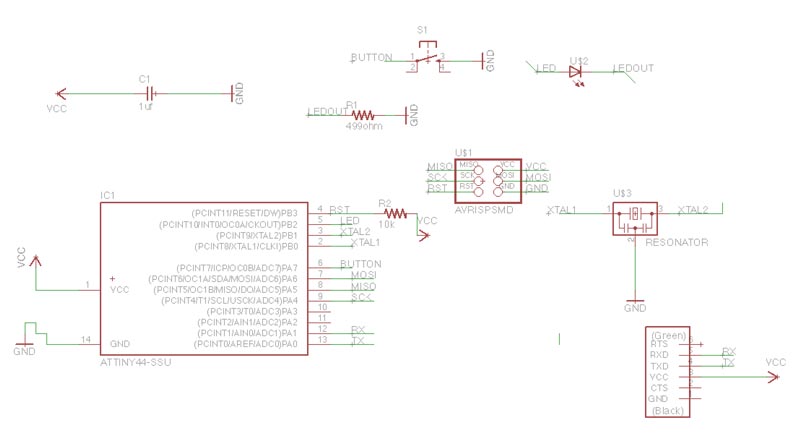 S1
BUTTON 1 3
2 4
GND
LED U$2 LEDOUT
C1
VCC 1uf GND
LEDOUT R1 GND
499ohm
U$1
MISO MISO VCC VCC
SCK SCK MOSI MOSI
RST RST GND GND
AVRISPSMD
U$3
XTAL1 1 3 XTAL2
2
RESONATOR
GND
IC1
(PCINT11/RESET/DW)PB3 4 RST R2
10k VCC
(PCINT10/INT0/OC0A/CKOUT)PB2 5 LED
(PCINT9/XTAL2)PB1 3 XTAL2
(PCINT8/XTAL1/CLKI)PB0 2 XTAL1
(PCINT7/ICP/OC0B/ADC7)PA7 6 BUTTON
(PCINT6/OC1A/SDA/MOSI/ADC6)PA6 7 MOSI
(PCINT5/OC1B/MISO/DO/ADC5)PA5 8 MISO
(PCINT4/T1/SCL/USCK/ADC4)PA4 9 SCK
(PCINT3/T0/ADC3)PA3 10
(PCINT2/AIN1/ADC2)PA2 11
(PCINT1/AIN0/ADC1)PA1 12 RX
(PCINT0/AREF/ADC0)PA0 13 TX
VCC 1 VCC
GND 14 GND
ATTINY44-SSU
(Green)
RTS
RXD RX
TXD TX
VCC VCC
CTS
GND
(Black)